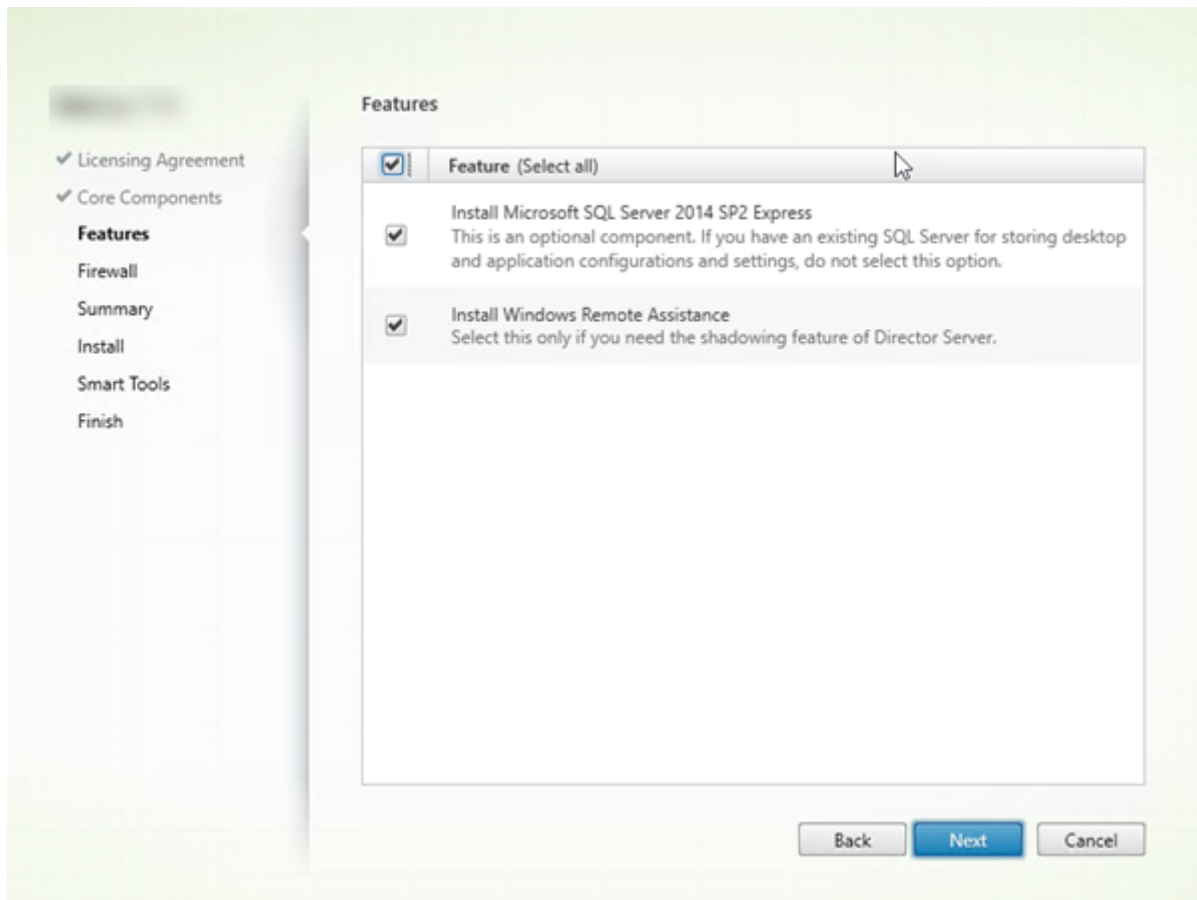 Licensing Agreement
Core Components
Features
Firewall
Summary
Install
Smart Tools
Finish
Features
Feature (Select all)
Install Microsoft SQL Server 2014 SP2 Express
This is an optional component. If you have an existing SQL Server for storing desktop
and application configurations and settings, do not select this option.
Install Windows Remote Assistance
Select this only if you need the shadowing feature of Director Server.
Back
Next
Cancel